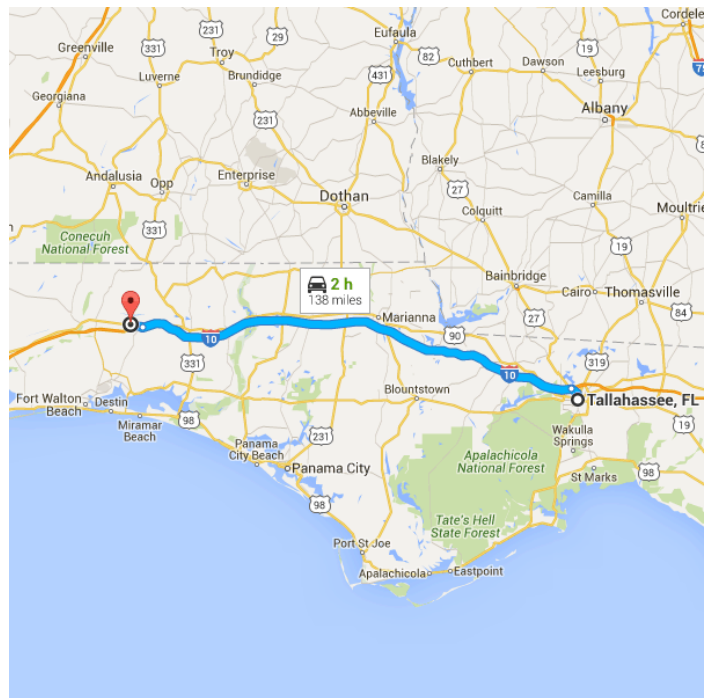 Cordele
Greenville
331
231
Troy
29
Eufaula
82
19
Luverne
Brundidge
431
Cuthbert
Dawson
Leesburg
75
Georgiana
231
Abbeville
Albany
Andalusia
Opp
Enterprise
Blakely
27
Dothan
Camilla
Colquitt
Moultrie
331
19
Conecuh
National Forest
2 h
138 miles
Bainbridge
Cairo
Thomasville
Marianna
27
84
90
10
331
10
319
Fort Walton
Beach
Destin
Miramar
Beach
98
Blountstown
Tallahassee, FL
19
Wakulla
Springs
Panama
City Beach
231
Panama City
Apalachicola
National Forest
St Marks
98
98
Tate's Hell
State Forest
Port St Joe
Apalachicola
Eastpoint